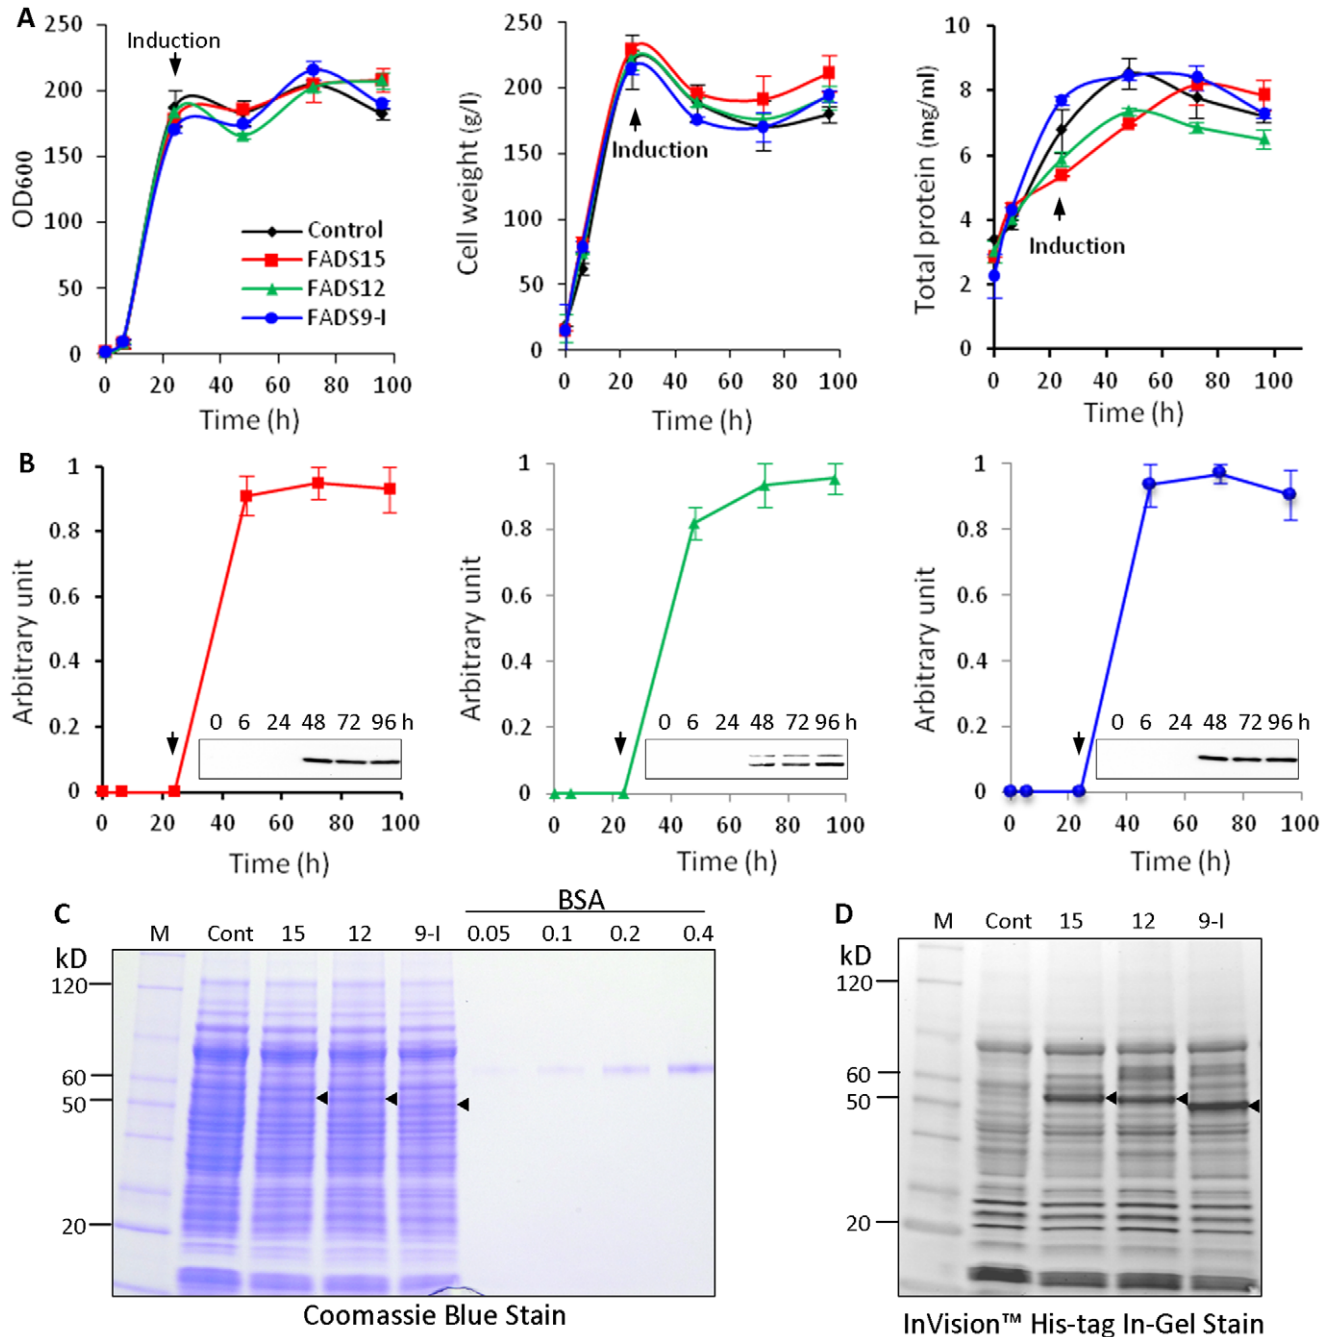 A
250
200
150
100
50
0
OD600
Induction
Control
FADS15
FADS12
FADS9-I
0 20 40 60 80 100
Time (h)
250
200
150
100
50
0
Cell weight (g/l)
Induction
0 20 40 60 80 100
Time (h)
10
8
6
4
2
0
Total protein (mg/ml)
Induction
0 20 40 60 80 100
Time (h)
B
1
0.8
0.6
0.4
0.2
0
Arbitrary unit
0 6 24 48 72 96 h
0 20 40 60 80 100
Time (h)
1
0.8
0.6
0.4
0.2
0
Arbitrary unit
0 6 24 48 72 96 h
0 20 40 60 80 100
Time (h)
1
0.8
0.6
0.4
0.2
0
Arbitrary unit
0 6 24 48 72 96 h
0 20 40 60 80 100
Time (h)
C
BSA
M Cont 15 12 9-I 0.05 0.1 0.2 0.4
kD
120
60
50
20
Coomassie Blue Stain
D
M Cont 15 12 9-I
kD
120
60
50
20
InVision™ His-tag In-Gel Stain